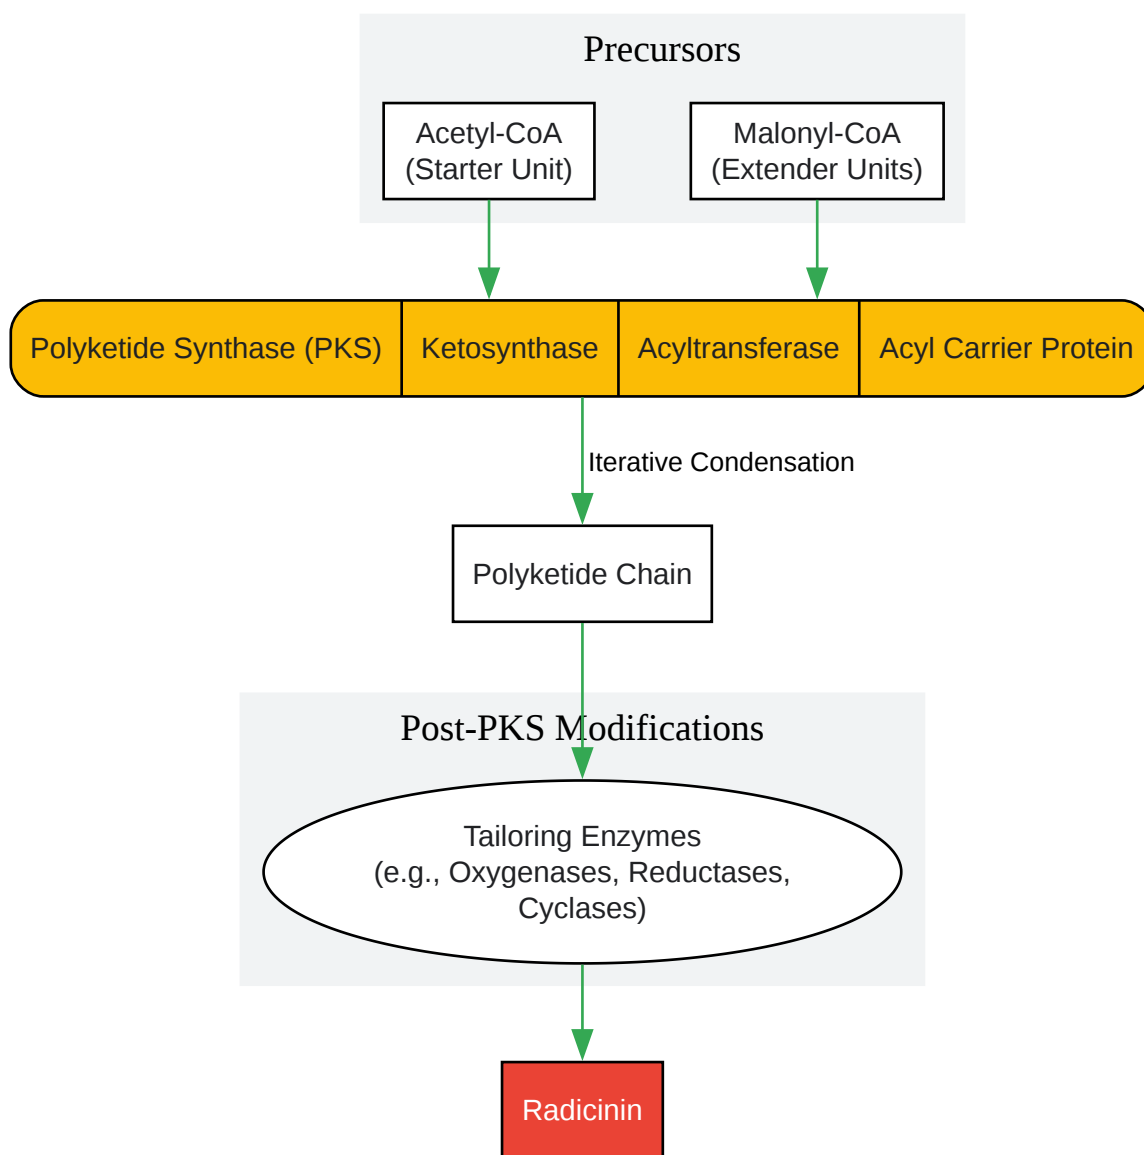 Precursors
Acetyl-CoA
(Starter Unit)
Malonyl-CoA
(Extender Units)
Polyketide Synthase (PKS)
Ketosynthase
Acyltransferase
Acyl Carrier Protein
Iterative Condensation
Polyketide Chain
Post-PKS Modifications
Tailoring Enzymes
(e.g., Oxygenases, Reductases,
Cyclases)
Radicinin